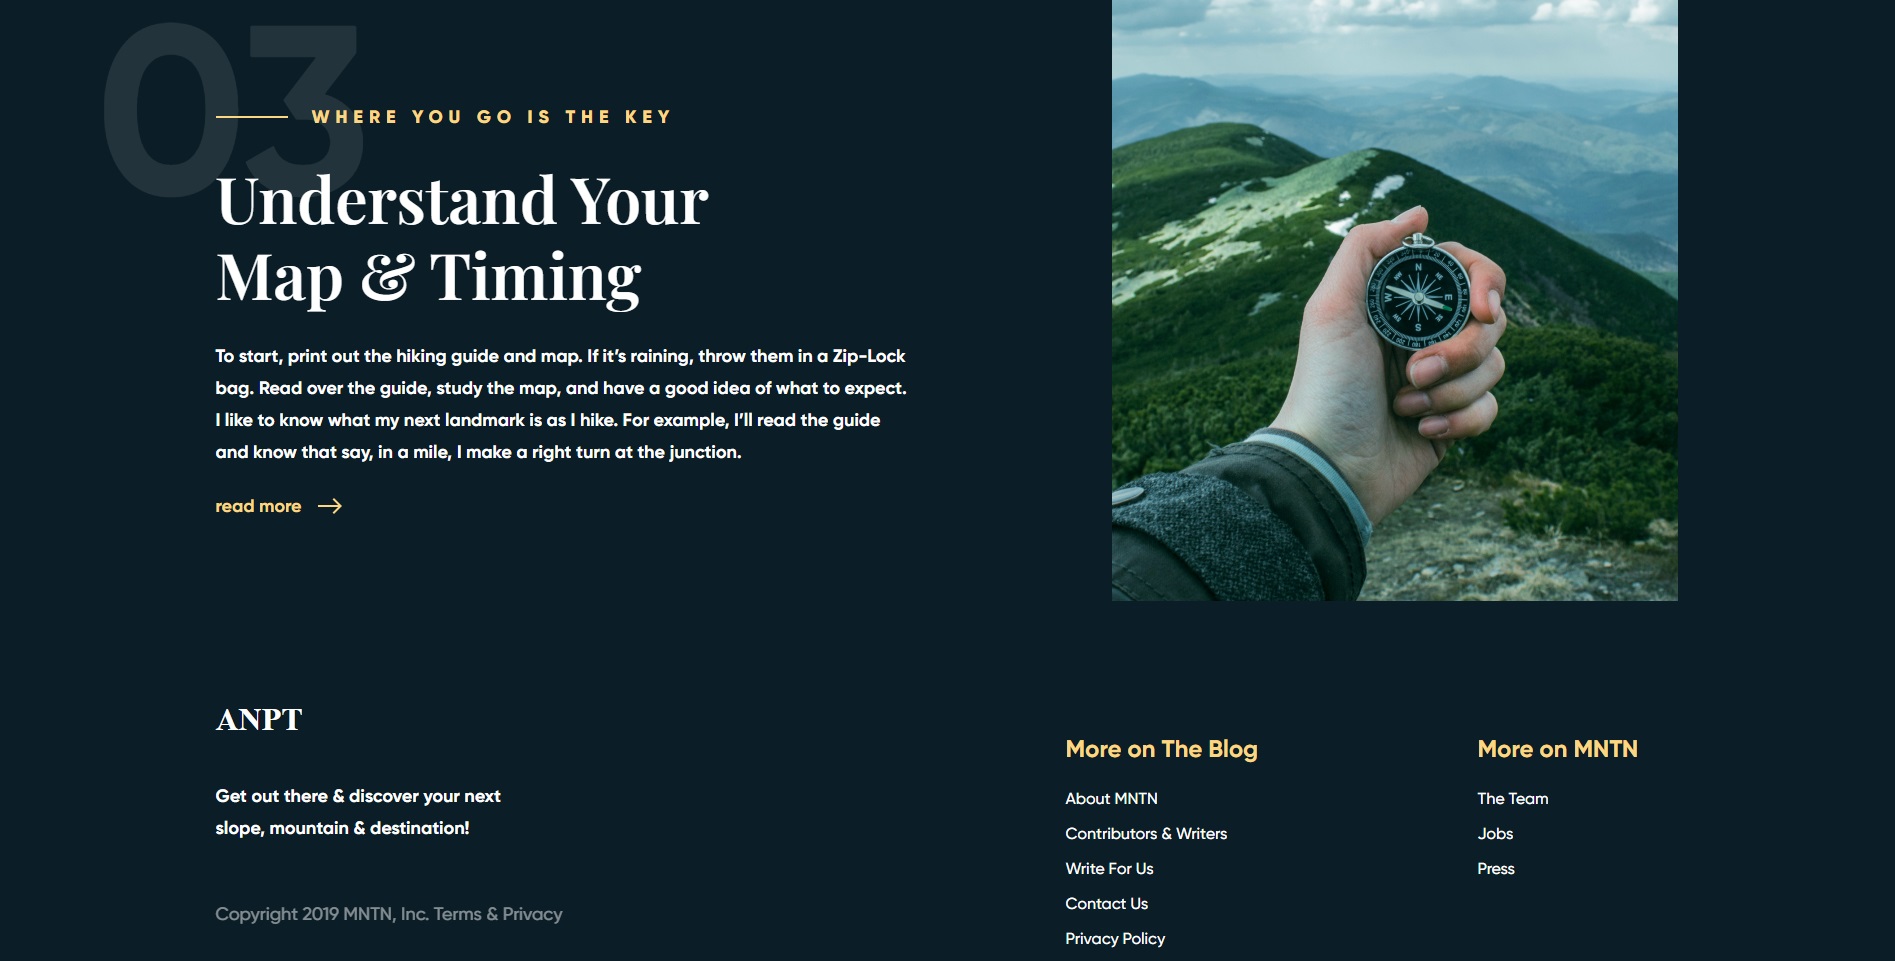 03
WHERE YOU GO IS THE KEY
Understand Your
Map & Timing
To start, print out the hiking guide and map. If it’s raining, throw them in a Zip-Lock
bag. Read over the guide, study the map, and have a good idea of what to expect.
I like to know what my next landmark is as I hike. For example, I’ll read the guide
and know that say, in a mile, I make a right turn at the junction.
read more
N
NE
E
SE
S
SW
W
NW
ANPT
Get out there & discover your next
slope, mountain & destination!
Copyright 2019 MNTN, Inc. Terms & Privacy
More on The Blog
About MNTN
Contributors & Writers
Write For Us
Contact Us
Privacy Policy
More on MNTN
The Team
Jobs
Press